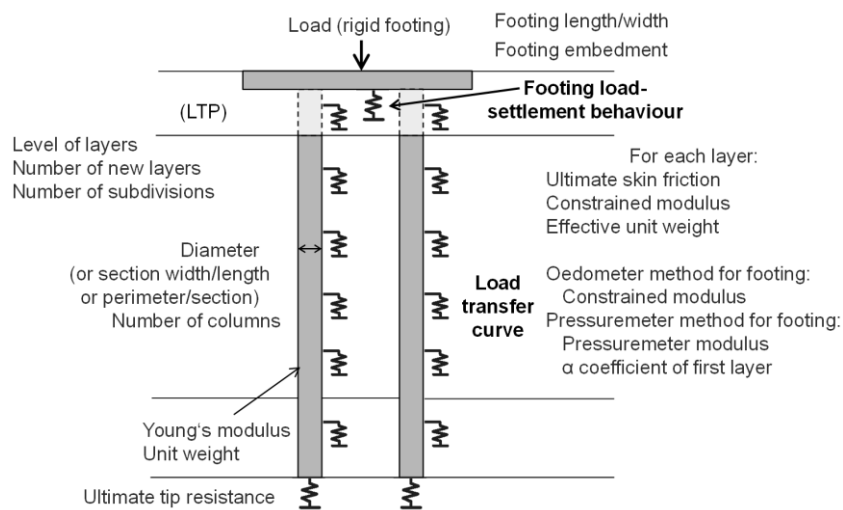 Load (rigid footing)
Footing length/width
Footing embedment
(LTP)
Footing load-
settlement behaviour
Level of layers
Number of new layers
Number of subdivisions
For each layer:
Ultimate skin friction
Constrained modulus
Effective unit weight
Diameter
(or section width/length
or perimeter/section)
Number of columns
Load
transfer
curve
Oedometer method for footing:
Constrained modulus
Pressuremeter method for footing:
Pressuremeter modulus
α coefficient of first layer
Young‘s modulus
Unit weight
Ultimate tip resistance